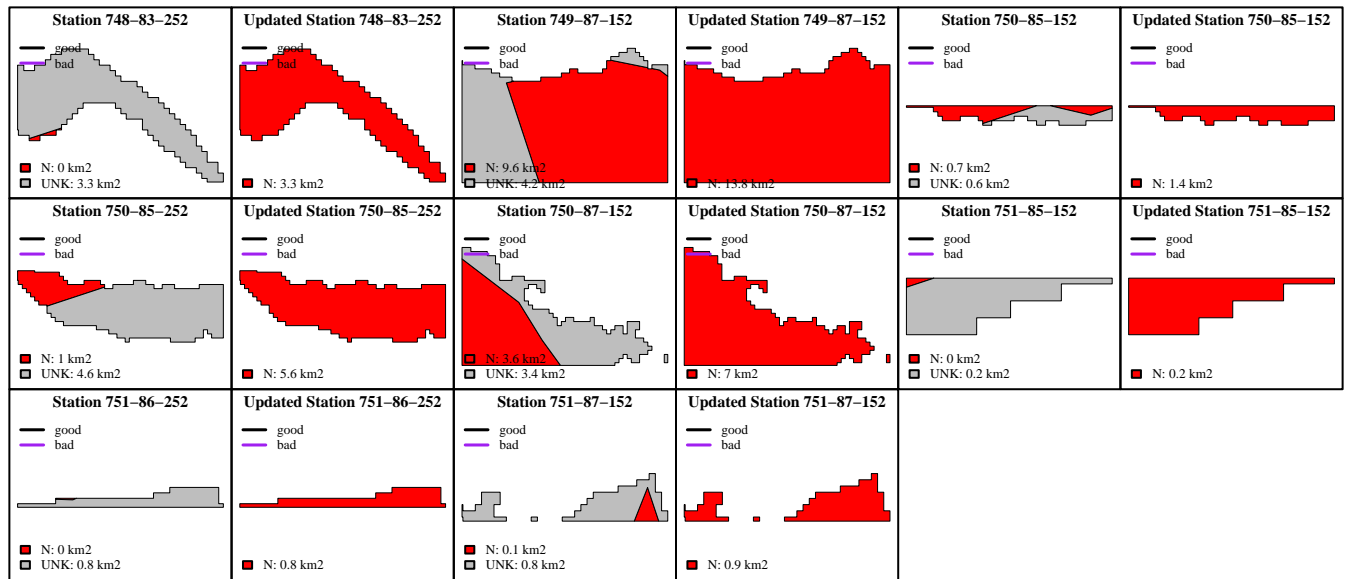 Station 748−83−252
good
bad
N: 0 km2
UNK: 3.3 km2
Updated Station 748−83−252
good
bad
N: 3.3 km2
Station 749−87−152
good
bad
N: 9.6 km2
UNK: 4.2 km2
Updated Station 749−87−152
good
bad
N: 13.8 km2
Station 750−85−152
good
bad
N: 0.7 km2
UNK: 0.6 km2
Updated Station 750−85−152
good
bad
N: 1.4 km2
Station 750−85−252
good
bad
N: 1 km2
UNK: 4.6 km2
Updated Station 750−85−252
good
bad
N: 5.6 km2
Station 750−87−152
good
bad
N: 3.6 km2
UNK: 3.4 km2
Updated Station 750−87−152
good
bad
N: 7 km2
Station 751−85−152
good
bad
N: 0 km2
UNK: 0.2 km2
Updated Station 751−85−152
good
bad
N: 0.2 km2
Station 751−86−252
good
bad
N: 0 km2
UNK: 0.8 km2
Updated Station 751−86−252
good
bad
N: 0.8 km2
Station 751−87−152
good
bad
N: 0.1 km2
UNK: 0.8 km2
Updated Station 751−87−152
good
bad
N: 0.9 km2